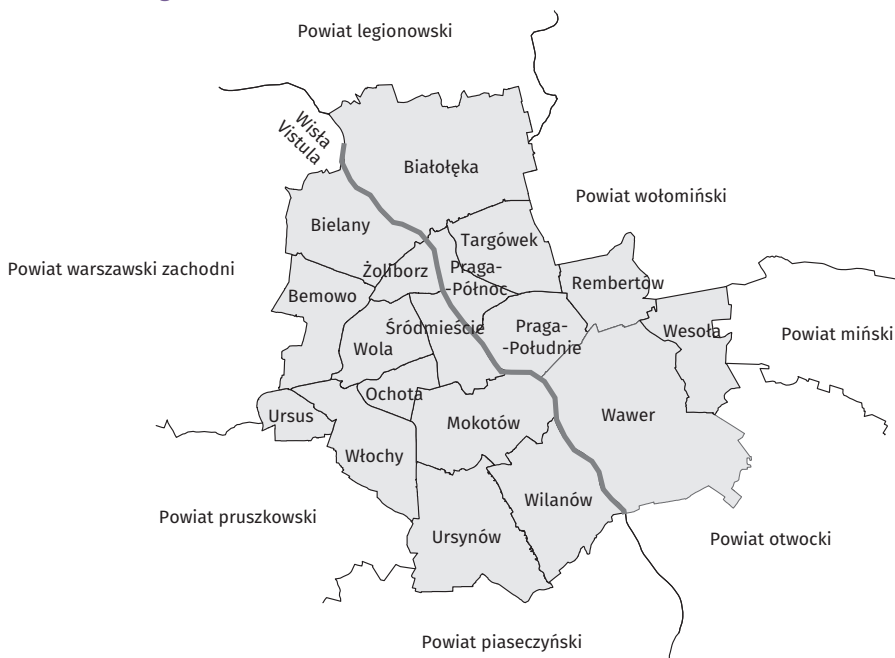 Powiat legionowski
Wisła
Vistula
Białołęka
Powiat wołomiński
Bielany
Targówek
Powiat warszawski zachodni
Żoliborz
Praga-
-Północ
Rembertów
Bemowo
Śródmieście
Praga-
-Południe
Wesoła
Powiat miński
Wola
Ochota
Ursus
Mokotów
Wawer
Włochy
Wilanów
Powiat pruszkowski
Ursynów
Powiat otwocki
Powiat piaseczyński